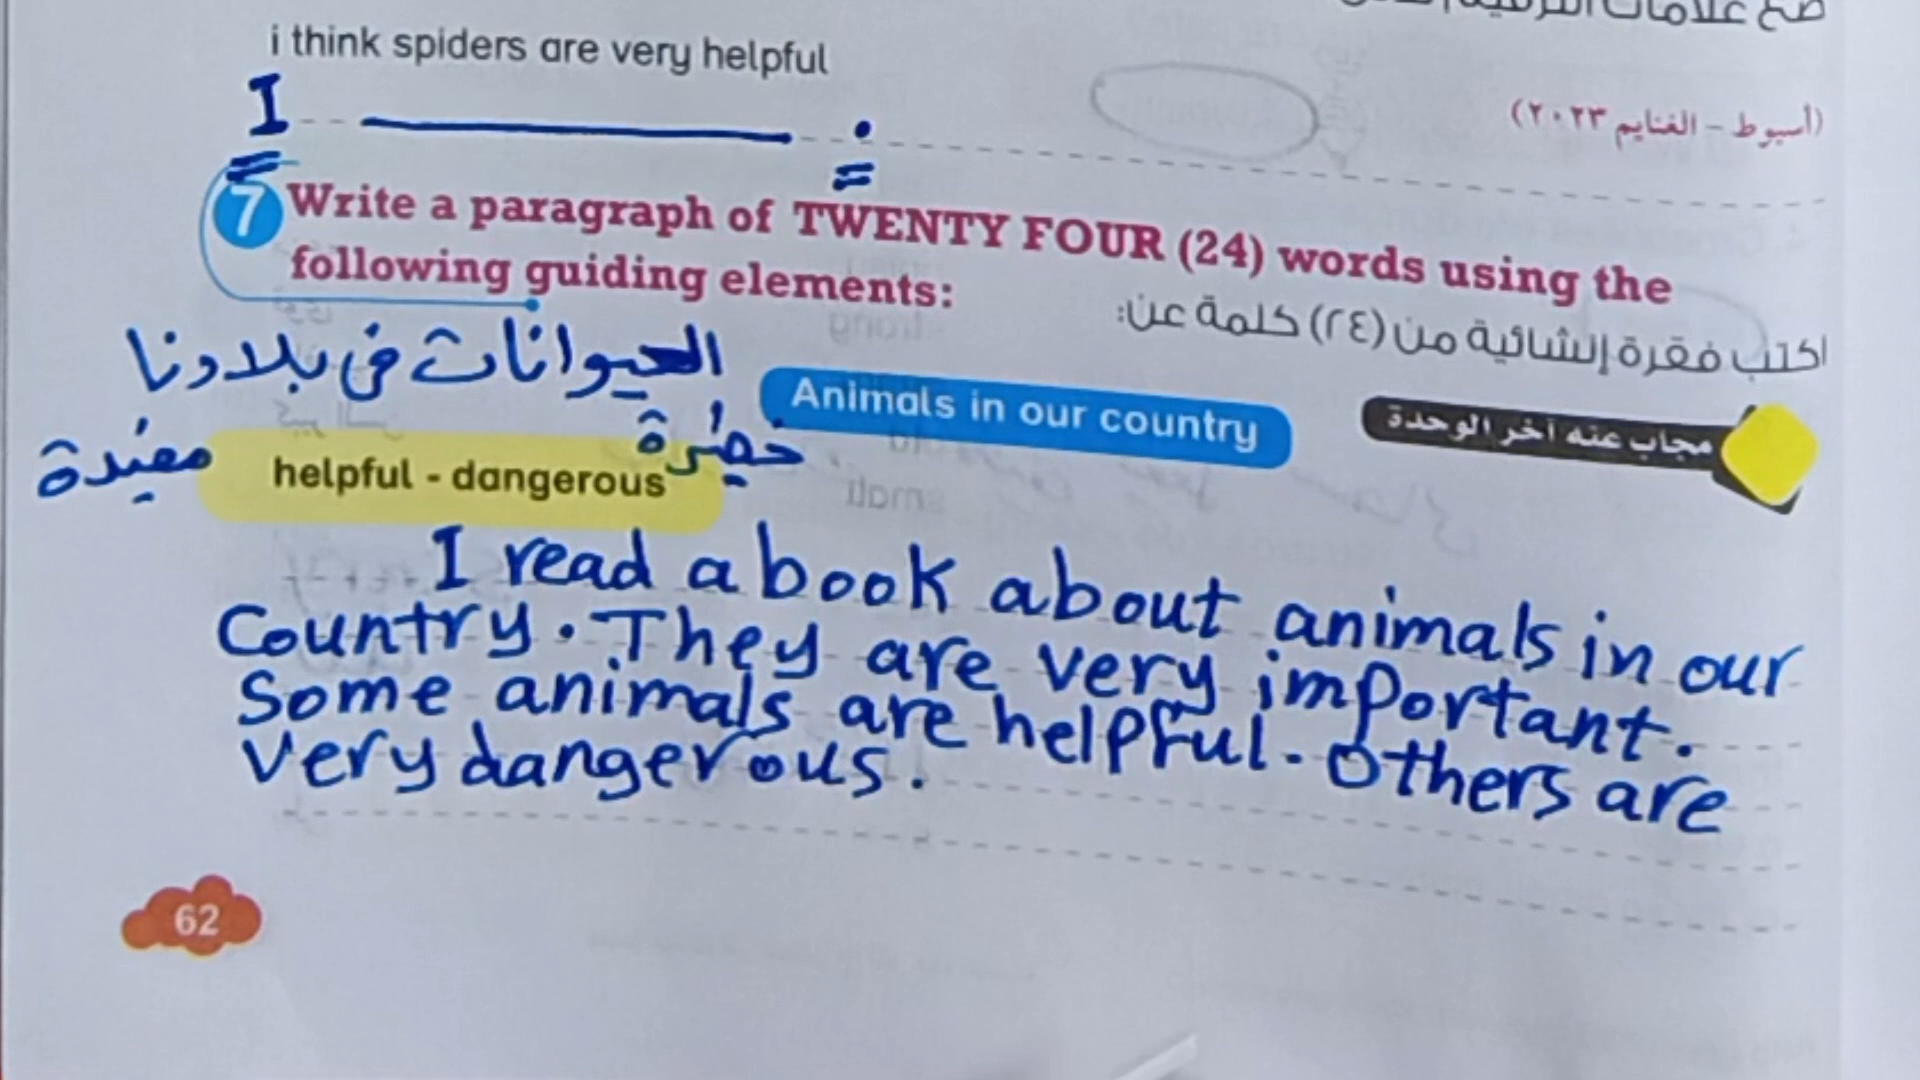 i think spiders are very helpful
I .
(أسيوط - الغنايم ٢٠٢٣)
7 Write a paragraph of TWENTY FOUR (24) words using the
following guiding elements:
اكتب فقرة إنشائية من (٢٤) كلمة عن:
الحيوانات فى بلادنا
Animals in our country
مجاب عنه آخر الوحدة
مفيدة helpful - dangerous خطرة
I read a book about animals in our
Country. They are very important.
Some animals are helpful. Others are
very dangerous.
62